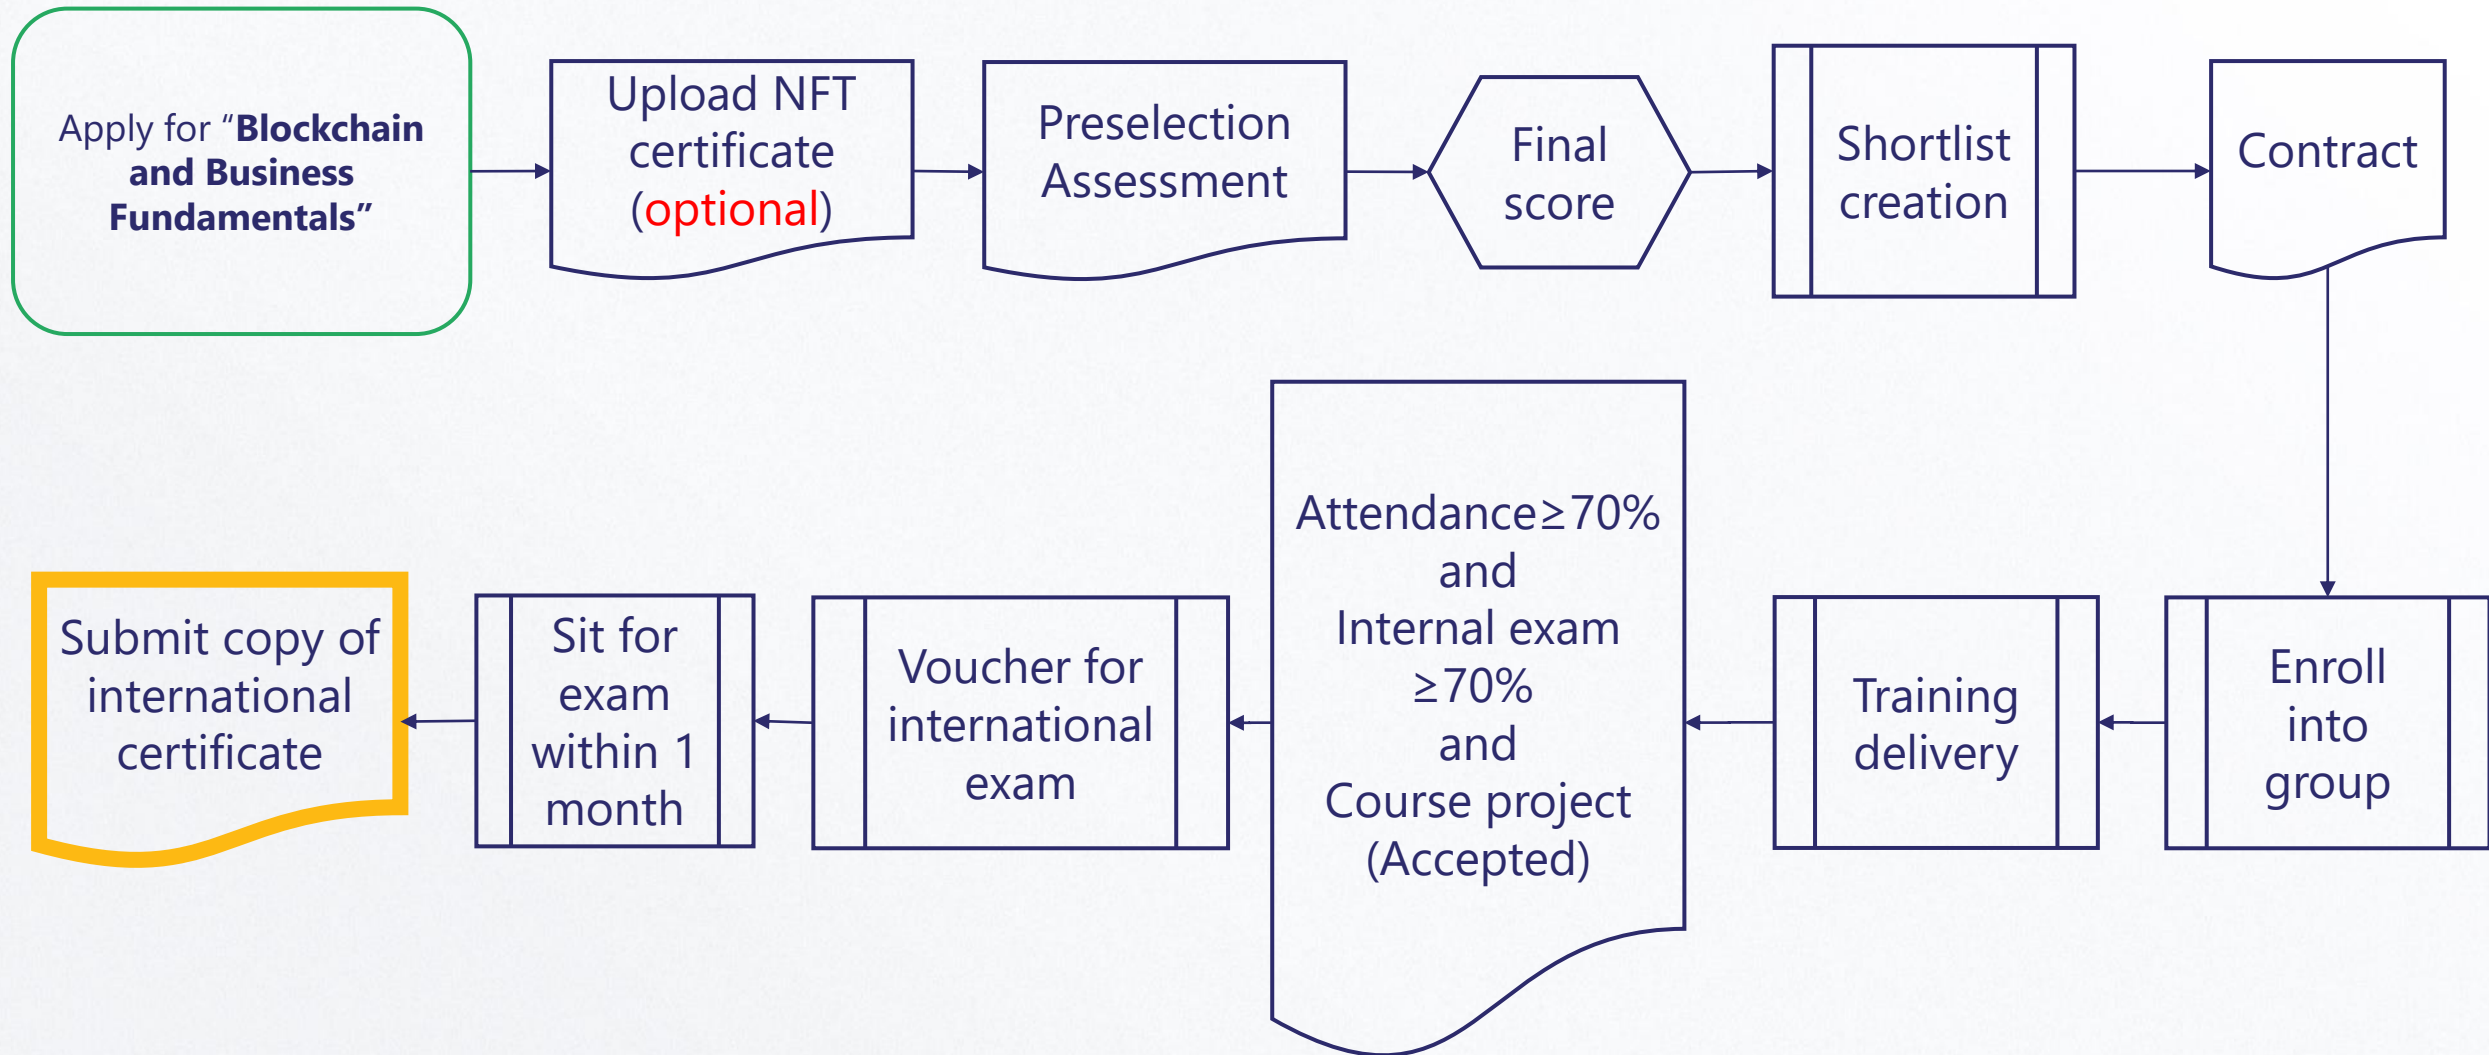 Apply for “Blockchain
and Business
Fundamentals”
Upload NFT
certificate
(optional)
Preselection
Assessment
Final
score
Shortlist
creation
Contract
Enroll
into
group
Training
delivery
Attendance≥70%
and
Internal exam
≥70%
and
Course project
(Accepted)
Voucher for
international
exam
Sit for
exam
within 1
month
Submit copy of
international
certificate